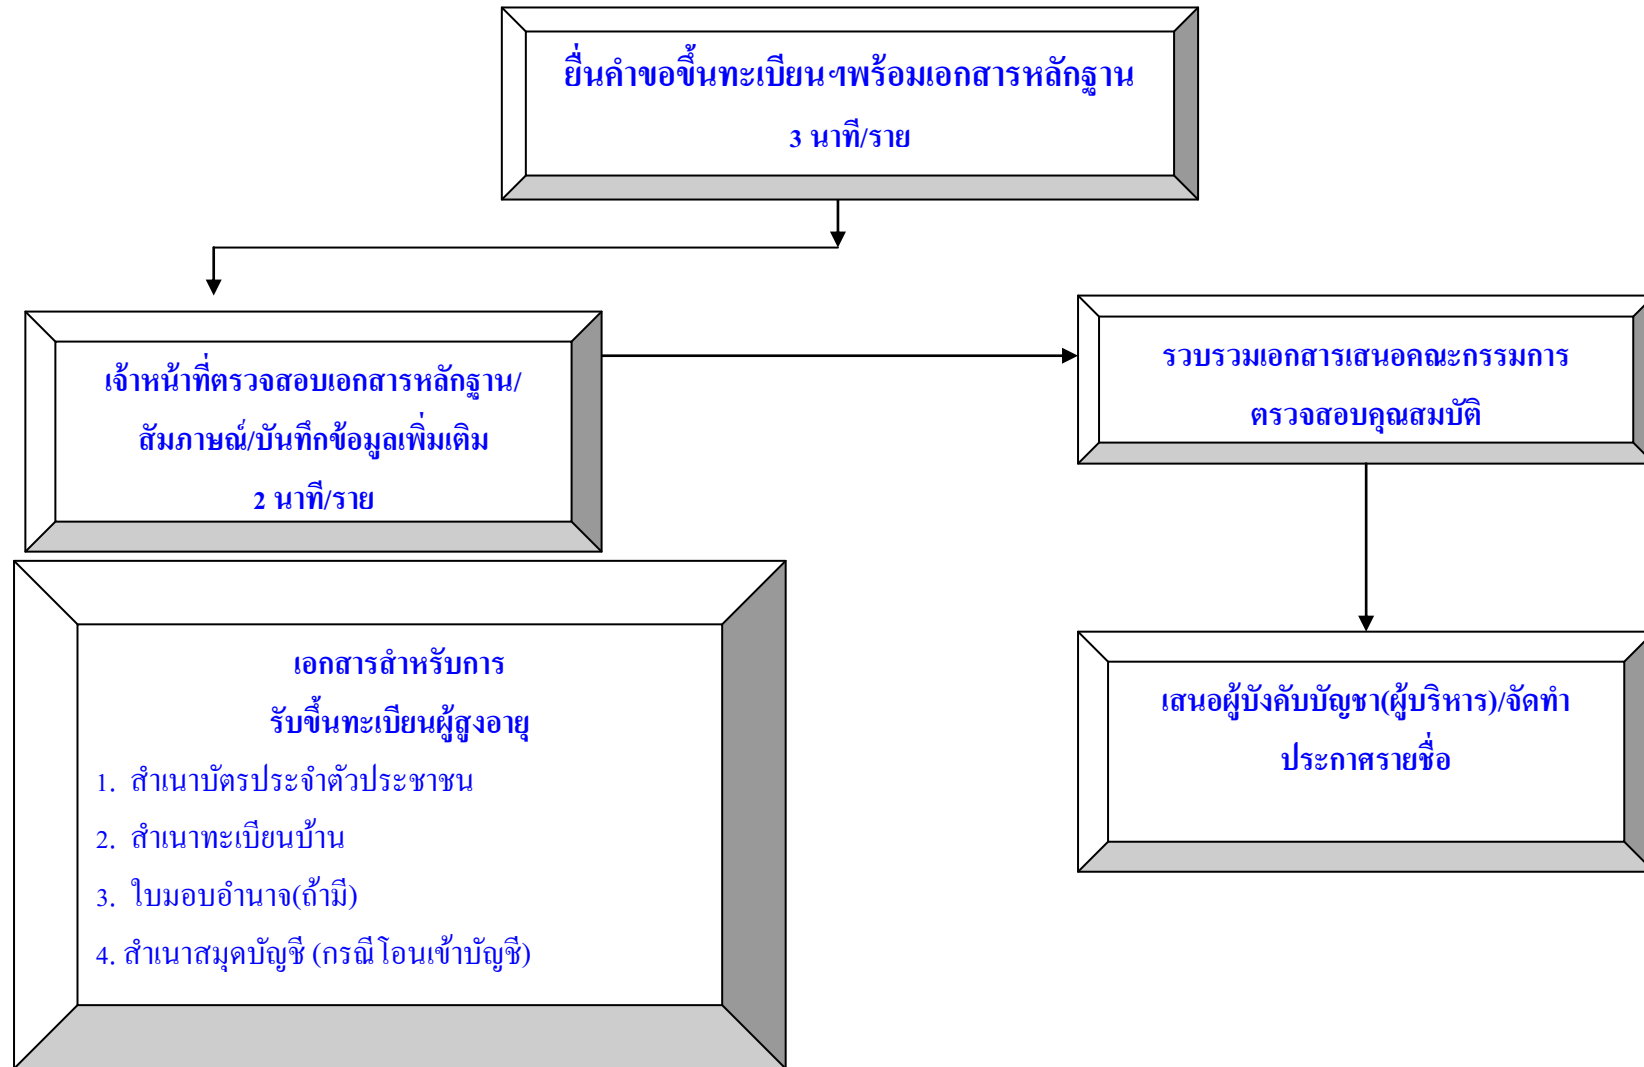 ยื่นคำขอขึ้นทะเบียนฯพร้อมเอกสารหลักฐาน
3 นาที/ราย
เจ้าหน้าที่ตรวจสอบเอกสารหลักฐาน/
สัมภาษณ์/บันทึกข้อมูลเพิ่มเติม
2 นาที/ราย
รวบรวมเอกสารเสนอคณะกรรมการ
ตรวจสอบคุณสมบัติ
เสนอผู้บังคับบัญชา(ผู้บริหาร)/จัดทำ
ประกาศรายชื่อ
เอกสารสำหรับการ
รับขึ้นทะเบียนผู้สูงอายุ
1. สำเนาบัตรประจำตัวประชาชน
2. สำเนาทะเบียนบ้าน
3. ใบมอบอำนาจ(ถ้ามี)
4. สำเนาสมุดบัญชี (กรณีโอนเข้าบัญชี)